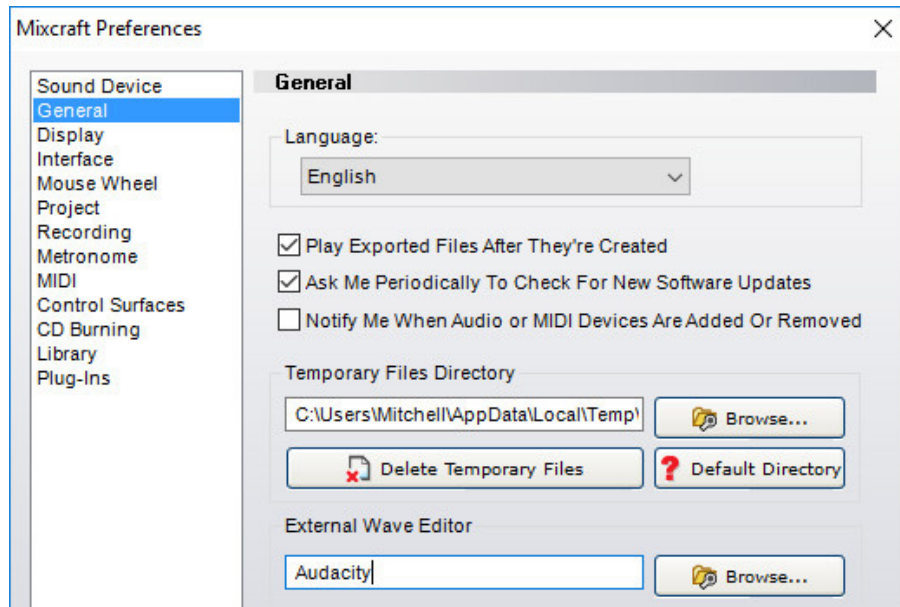 Mixcraft Preferences
Sound Device
General
Display
Interface
Mouse Wheel
Project
Recording
Metronome
MIDI
Control Surfaces
CD Burning
Library
Plug-Ins
General
Language:
English
Play Exported Files After They're Created
Ask Me Periodically To Check For New Software Updates
Notify Me When Audio or MIDI Devices Are Added Or Removed
Temporary Files Directory
C:\Users\Mitchell\AppData\Local\Temp\
Browse...
Delete Temporary Files
Default Directory
External Wave Editor
Audacity
Browse...